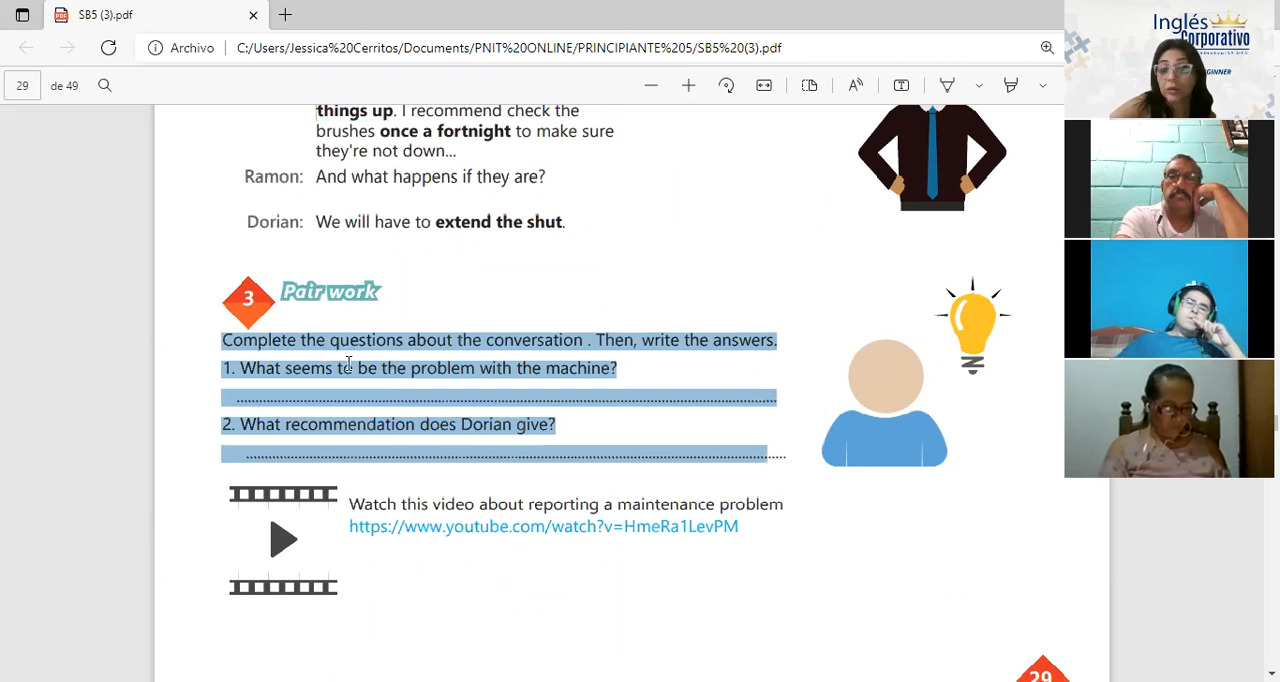 SB5 (3).pdf
Archivo
C:/Users/Jessica%20Cerritos/Documents/PNIT%20ONLINE/PRINCIPIANTE%205/SB5%20(3).pdf
29
de 49
Inglés
Corporativo
GINNER
things up. I recommend check the
brushes once a fortnight to make sure
they're not down...
Ramon: And what happens if they are?
Dorian: We will have to extend the shut.
3
Pair work
Complete the questions about the conversation . Then, write the answers.
1. What seems to be the problem with the machine?
2. What recommendation does Dorian give?
Watch this video about reporting a maintenance problem
https://www.youtube.com/watch?v=HmeRa1LevPM
29